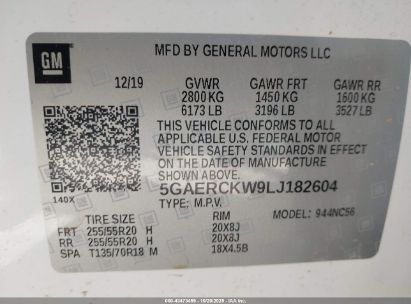 GM
MFD BY GENERAL MOTORS LLC
12/19 GVWR GAWR FRT GAWR RR
2800 KG 1450 KG 1600 KG
6173 LB 3196 LB 3527 LB
THIS VEHICLE CONFORMS TO ALL
APPLICABLE U.S. FEDERAL MOTOR
VEHICLE SAFETY STANDARDS IN EFFECT
ON THE DATE OF MANUFACTURE
SHOWN ABOVE.
140X 5GAERCKW9LJ182604
TYPE: M.P.V. MODEL: 944NC56
TIRE SIZE SPEED RTG RIM
FRT 255/55R20 H 20X8J
RR 255/55R20 H 20X8J
SPA T135/70R18 M 18X4.5B